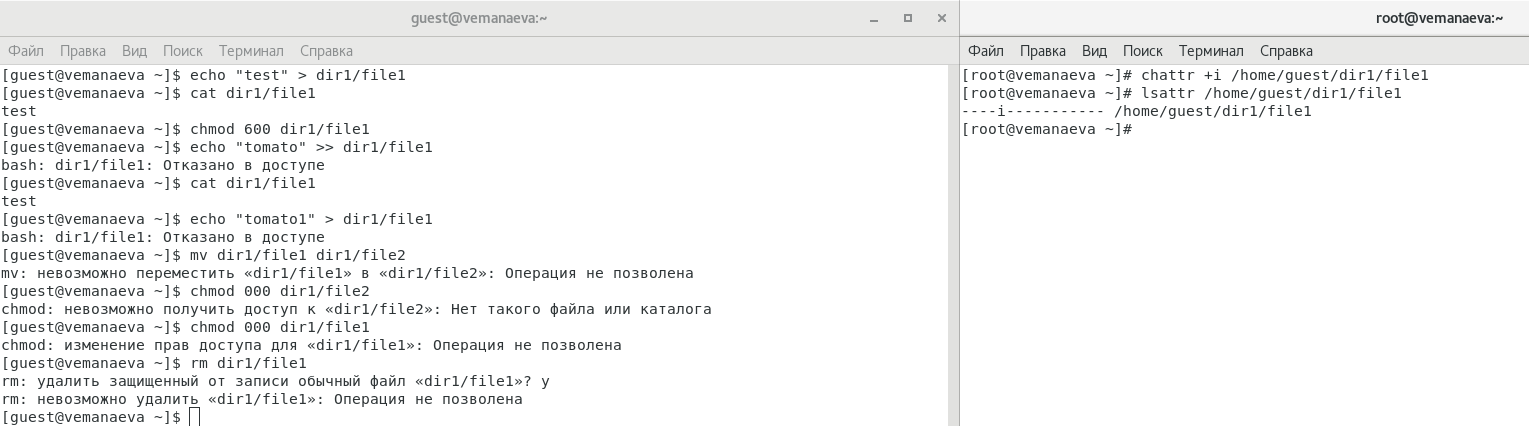 guest@vemanaeva:~
Файл Правка Вид Поиск Терминал Справка
[guest@vemanaeva ~]$ echo "test" > dir1/file1
[guest@vemanaeva ~]$ cat dir1/file1
test
[guest@vemanaeva ~]$ chmod 600 dir1/file1
[guest@vemanaeva ~]$ echo "tomato" >> dir1/file1
bash: dir1/file1: Отказано в доступе
[guest@vemanaeva ~]$ cat dir1/file1
test
[guest@vemanaeva ~]$ echo "tomato1" > dir1/file1
bash: dir1/file1: Отказано в доступе
[guest@vemanaeva ~]$ mv dir1/file1 dir1/file2
mv: невозможно переместить «dir1/file1» в «dir1/file2»: Операция не позволена
[guest@vemanaeva ~]$ chmod 000 dir1/file2
chmod: невозможно получить доступ к «dir1/file2»: Нет такого файла или каталога
[guest@vemanaeva ~]$ chmod 000 dir1/file1
chmod: изменение прав доступа для «dir1/file1»: Операция не позволена
[guest@vemanaeva ~]$ rm dir1/file1
rm: удалить защищенный от записи обычный файл «dir1/file1»? y
rm: невозможно удалить «dir1/file1»: Операция не позволена
[guest@vemanaeva ~]$
root@vemanaeva:~
Файл Правка Вид Поиск Терминал Справка
[root@vemanaeva ~]# chattr +i /home/guest/dir1/file1
[root@vemanaeva ~]# lsattr /home/guest/dir1/file1
----i----------- /home/guest/dir1/file1
[root@vemanaeva ~]#